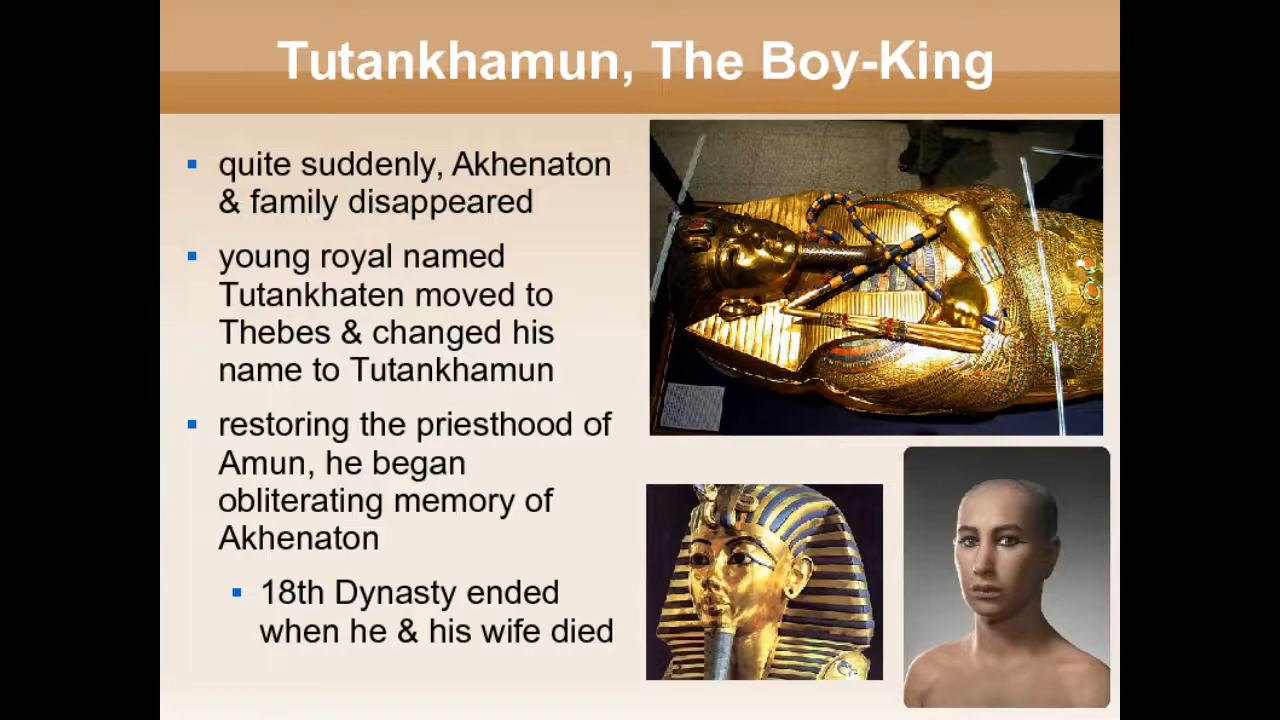 Tutankhamun, The Boy-King
quite suddenly, Akhenaton
& family disappeared
young royal named
Tutankhaten moved to
Thebes & changed his
name to Tutankhamun
restoring the priesthood of
Amun, he began
obliterating memory of
Akhenaton
18th Dynasty ended
when he & his wife died